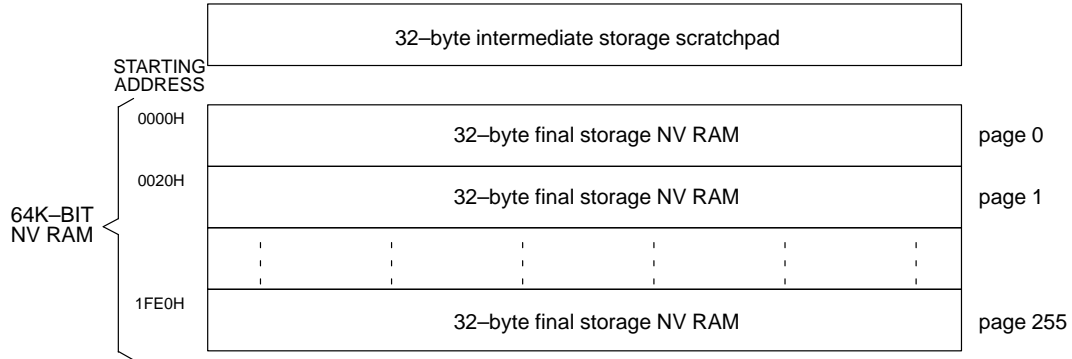 32–byte intermediate storage scratchpad
STARTING
ADDRESS
0000H
32–byte final storage NV RAM
page 0
0020H
32–byte final storage NV RAM
page 1
64K–BIT
NV RAM
1FE0H
32–byte final storage NV RAM
page 255